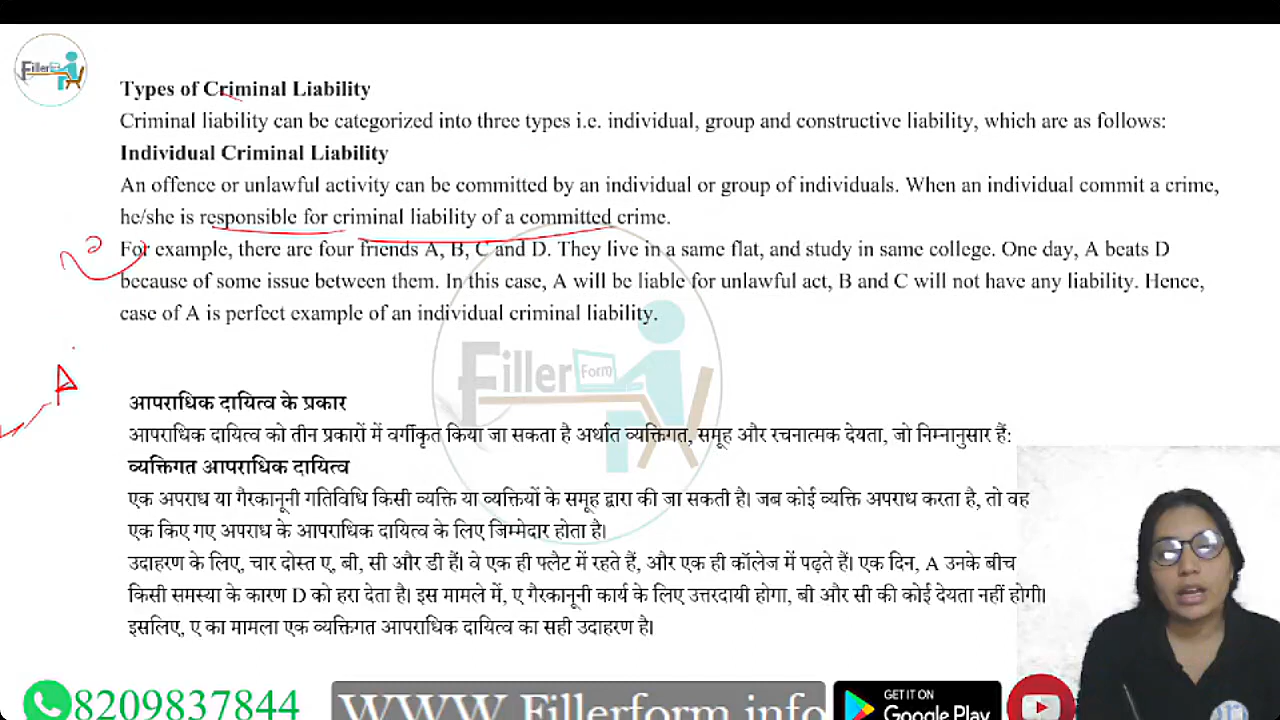 Filler
Types of Criminal Liability
Criminal liability can be categorized into three types i.e. individual, group and constructive liability, which are as follows:
Individual Criminal Liability
An offence or unlawful activity can be committed by an individual or group of individuals. When an individual commit a crime,
he/she is responsible for criminal liability of a committed crime.
For example, there are four friends A, B, C and D. They live in a same flat, and study in same college. One day, A beats D
because of some issue between them. In this case, A will be liable for unlawful act, B and C will not have any liability. Hence,
case of A is perfect example of an individual criminal liability.
Filler Form
A
आपराधिक दायित्व के प्रकार
आपराधिक दायित्व को तीन प्रकारों में वर्गीकृत किया जा सकता है अर्थात व्यक्तिगत, समूह और रचनात्मक देयता, जो निम्नानुसार हैं:
व्यक्तिगत आपराधिक दायित्व
एक अपराध या गैरकानूनी गतिविधि किसी व्यक्ति या व्यक्तियों के समूह द्वारा की जा सकती है। जब कोई व्यक्ति अपराध करता है, तो वह
एक किए गए अपराध के आपराधिक दायित्व के लिए जिम्मेदार होता है।
उदाहरण के लिए, चार दोस्त ए, बी, सी और डी हैं। वे एक ही फ्लैट में रहते हैं, और एक ही कॉलेज में पढ़ते हैं। एक दिन, A उनके बीच
किसी समस्या के कारण D को हरा देता है। इस मामले में, ए गैरकानूनी कार्य के लिए उत्तरदायी होगा, बी और सी की कोई देयता नहीं होगी।
इसलिए, ए का मामला एक व्यक्तिगत आपराधिक दायित्व का सही उदाहरण है।
8209837844
WWW.Fillerform.info
GET IT ON
Google Play